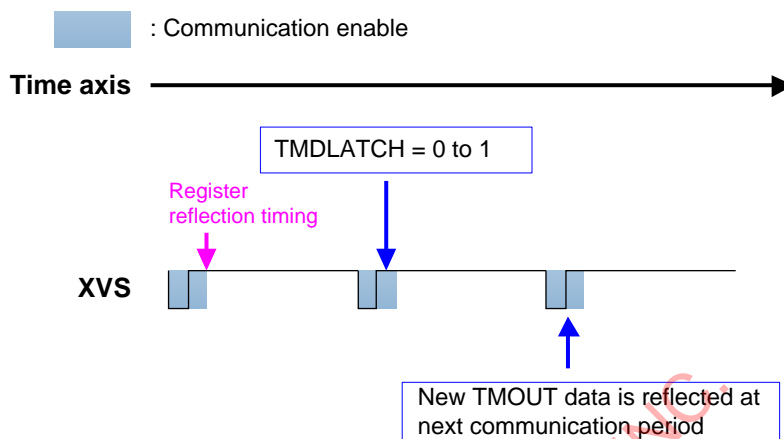 : Communication enable
Time axis
TMDLATCH = 0 to 1
Register
reflection timing
XVS
New TMOUT data is reflected at
next communication period
INC.